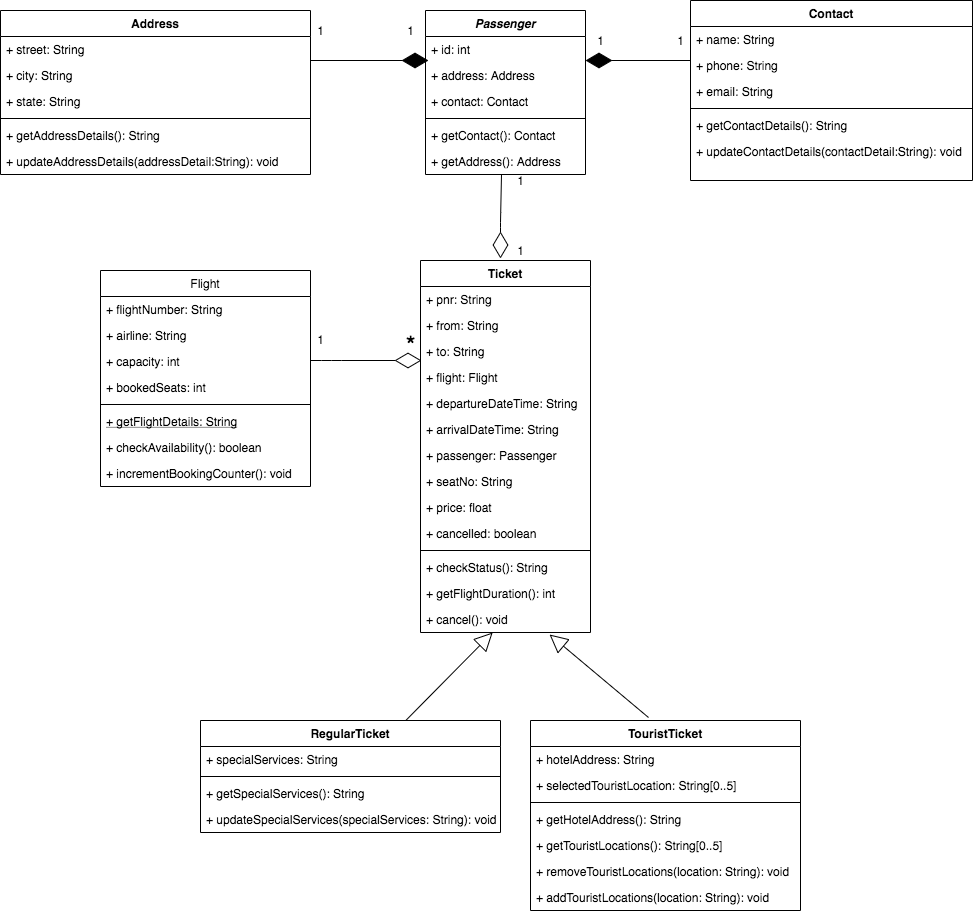 Address
+ street: String
+ city: String
+ state: String
+ getAddressDetails(): String
+ updateAddressDetails(addressDetail:String): void
1
1
Passenger
+ id: int
+ address: Address
+ contact: Contact
+ getContact(): Contact
+ getAddress(): Address
1
1
Contact
+ name: String
+ phone: String
+ email: String
+ getContactDetails(): String
+ updateContactDetails(contactDetail:String): void
1
1
Flight
+ flightNumber: String
+ airline: String
+ capacity: int
+ bookedSeats: int
+ getFlightDetails: String
+ checkAvailability(): boolean
+ incrementBookingCounter(): void
1
*
Ticket
+ pnr: String
+ from: String
+ to: String
+ flight: Flight
+ departureDateTime: String
+ arrivalDateTime: String
+ passenger: Passenger
+ seatNo: String
+ price: float
+ cancelled: boolean
+ checkStatus(): String
+ getFlightDuration(): int
+ cancel(): void
RegularTicket
+ specialServices: String
+ getSpecialServices(): String
+ updateSpecialServices(specialServices: String): void
TouristTicket
+ hotelAddress: String
+ selectedTouristLocation: String[0..5]
+ getHotelAddress(): String
+ getTouristLocations(): String[0..5]
+ removeTouristLocations(location: String): void
+ addTouristLocations(location: String): void